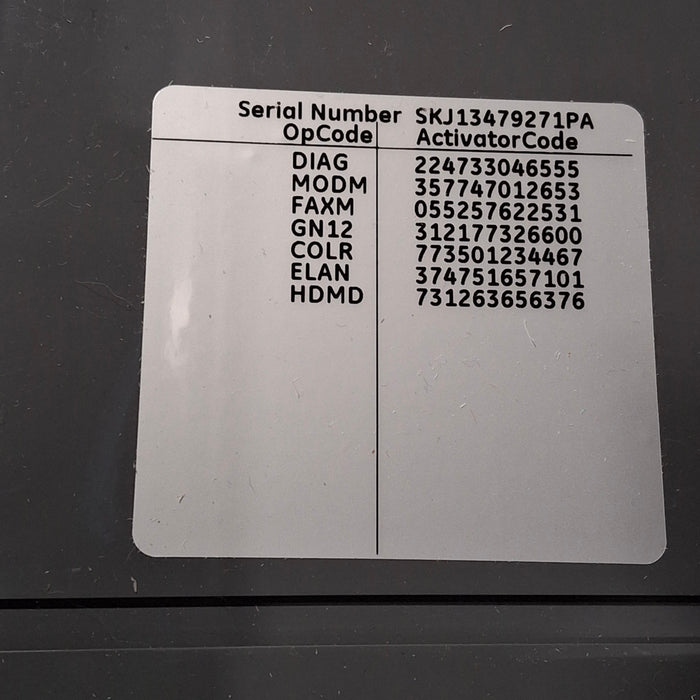 Serial Number SKJ13479271PA
OpCode ActivatorCode
DIAG 224733046555
MODM 357747012653
FAXM 055257622531
GN12 312177326600
COLR 773501234467
ELAN 374751657101
HDMD 731263656376